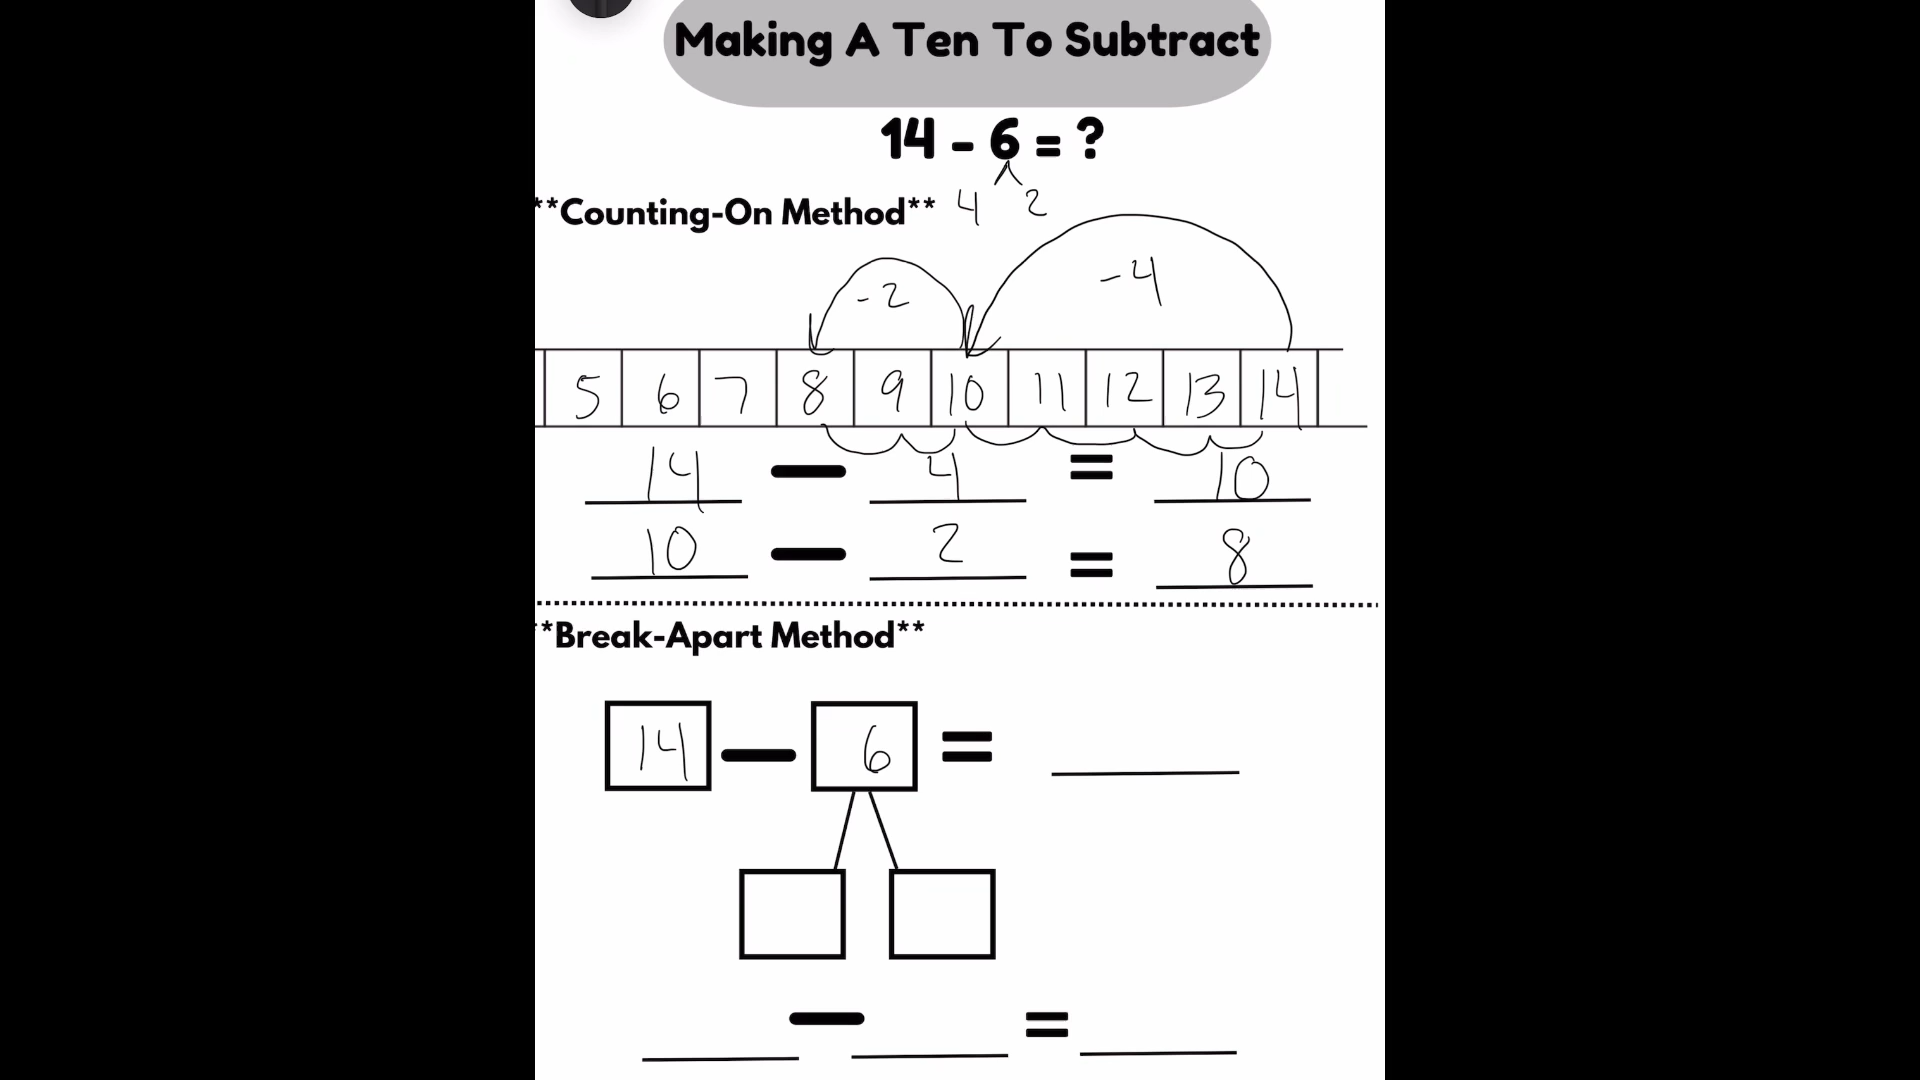 Making A Ten To Subtract
14 - 6 = ?
4 2
**Counting-On Method**
-2 -4
5 6 7 8 9 10 11 12 13 14
14 — 4 = 10
10 — 2 = 8
**Break-Apart Method**
14 — 6 =
— =